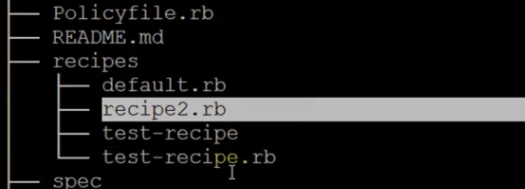 Policyfile.rb
README.md
recipes
default.rb
recipe2.rb
test-recipe
test-recipe.rb
spec